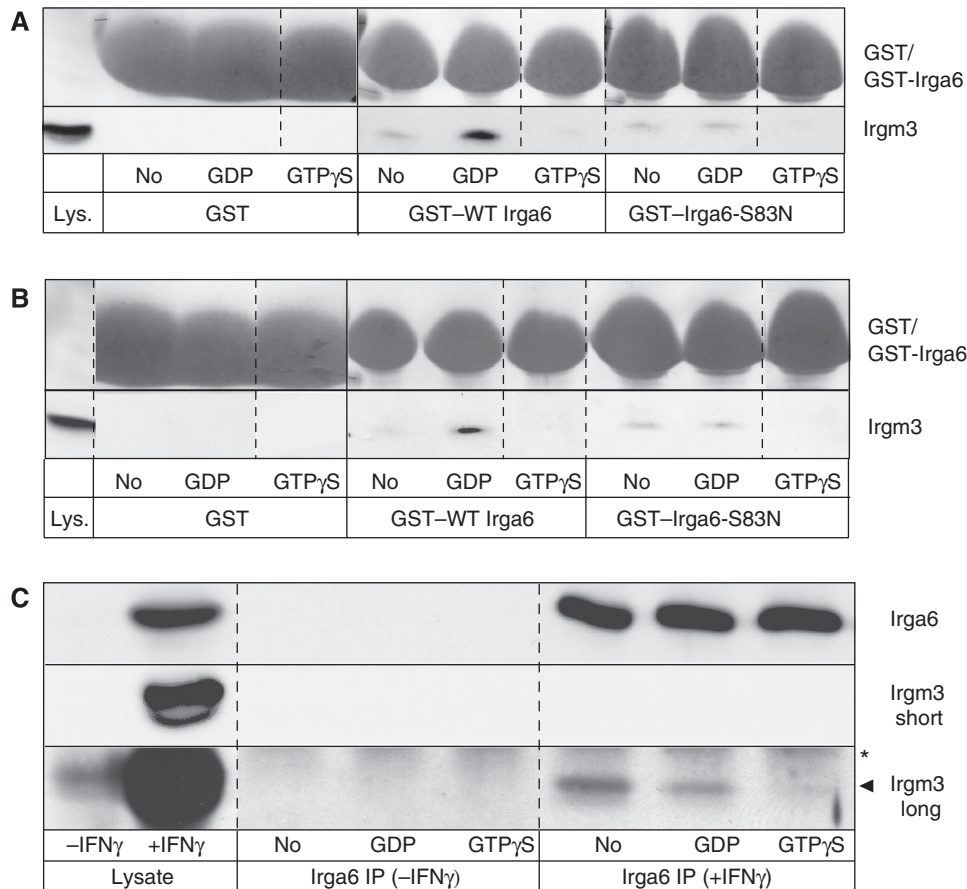 A
GST/
GST-Irga6
Irgm3
No GDP GTPγS No GDP GTPγS No GDP GTPγS
Lys. GST GST–WT Irga6 GST–Irga6-S83N
B
GST/
GST-Irga6
Irgm3
No GDP GTPγS No GDP GTPγS No GDP GTPγS
Lys. GST GST–WT Irga6 GST–Irga6-S83N
C
Irga6
Irgm3
short
*
Irgm3
long
–IFNγ +IFNγ No GDP GTPγS No GDP GTPγS
Lysate Irga6 IP (–IFNγ) Irga6 IP (+IFNγ)